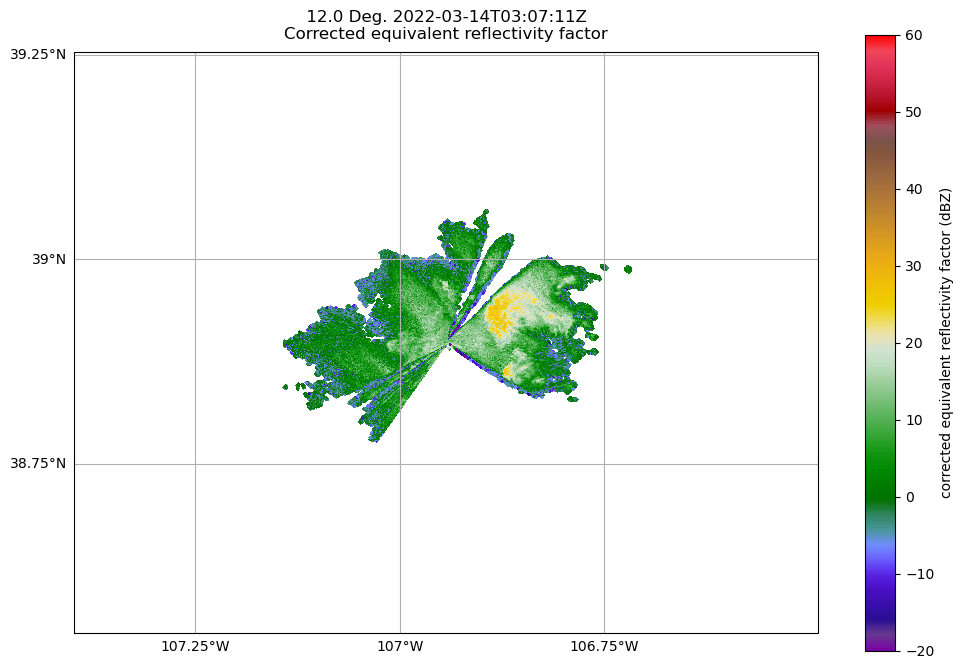 12.0 Deg. 2022-03-14T03:07:11Z
Corrected equivalent reflectivity factor
39.25°N
39°N
38.75°N
107.25°W
107°W
106.75°W
60
50
40
30
20
10
0
−10
−20
corrected equivalent reflectivity factor (dBZ)